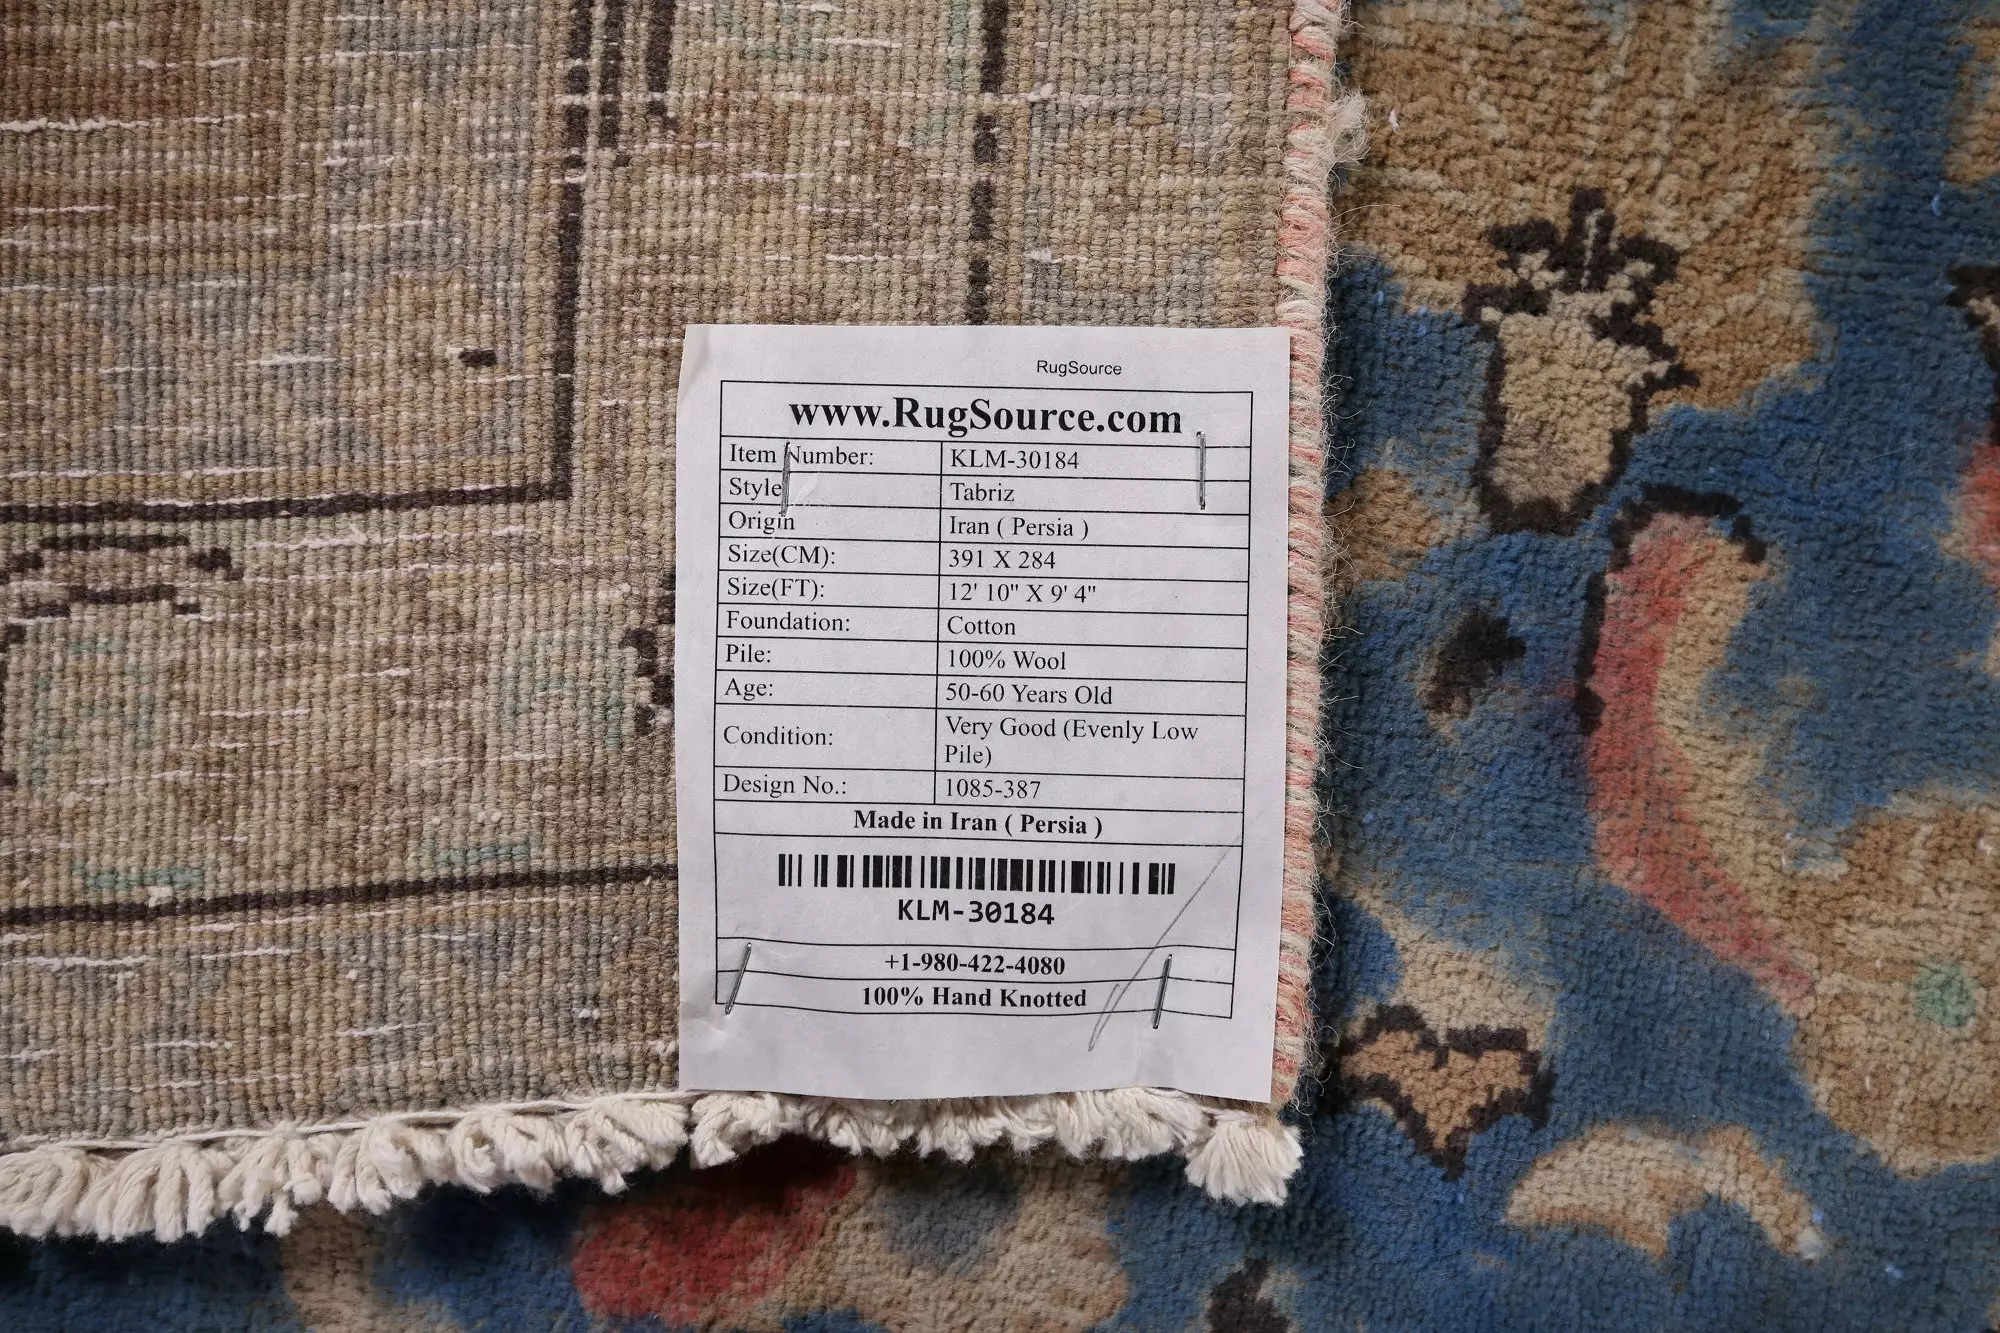 RugSource
www.RugSource.com
Item Number: KLM-30184
Style Tabriz
Origin Iran ( Persia )
Size(CM): 391 X 284
Size(FT): 12' 10" X 9' 4"
Foundation: Cotton
Pile: 100% Wool
Age: 50-60 Years Old
Condition: Very Good (Evenly Low
Pile)
Design No.: 1085-387
Made in Iran ( Persia )
KLM-30184
+1-980-422-4080
100% Hand Knotted